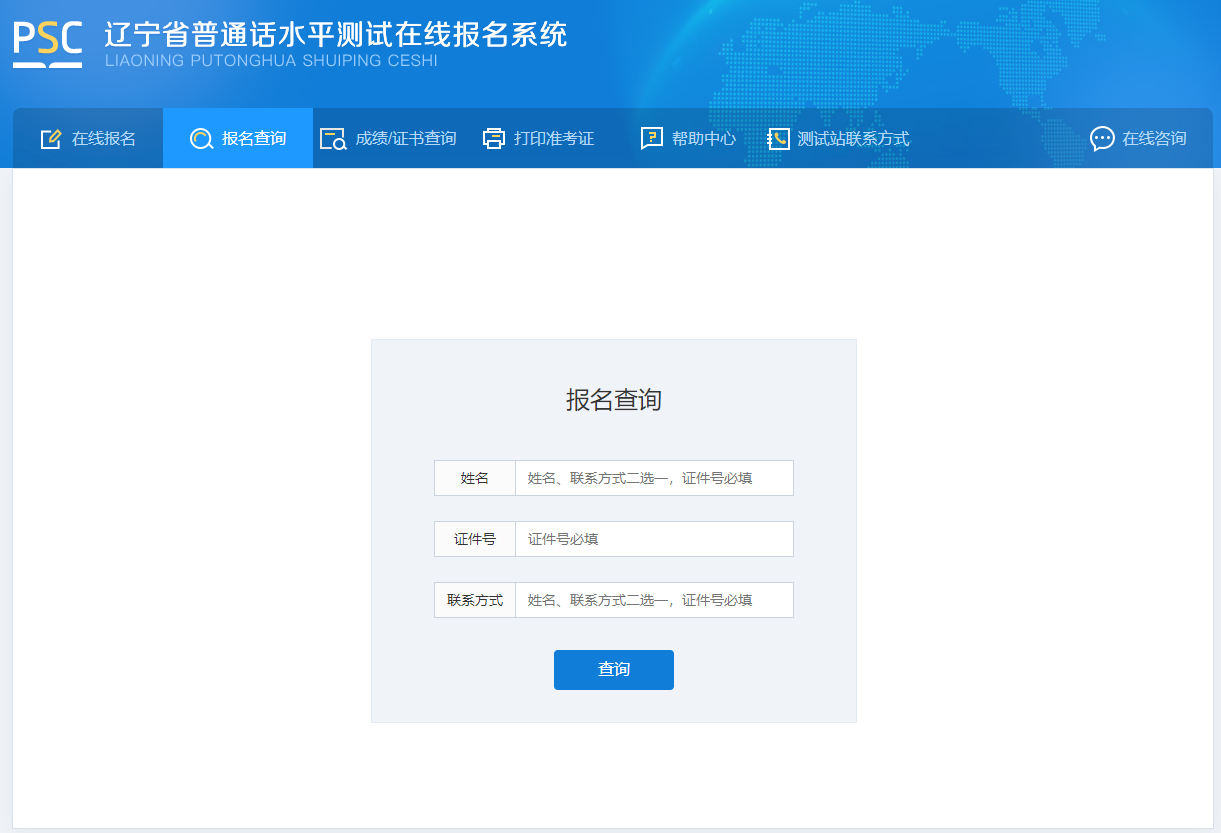 PSC 辽宁省普通话水平测试在线报名系统
LIAONING PUTONGHUA SHUIPING CESHI
在线报名 报名查询 成绩/证书查询 打印准考证 帮助中心 测试站联系方式 在线咨询
报名查询
姓名 姓名、联系方式二选一，证件号必填
证件号 证件号必填
联系方式 姓名、联系方式二选一，证件号必填
查询